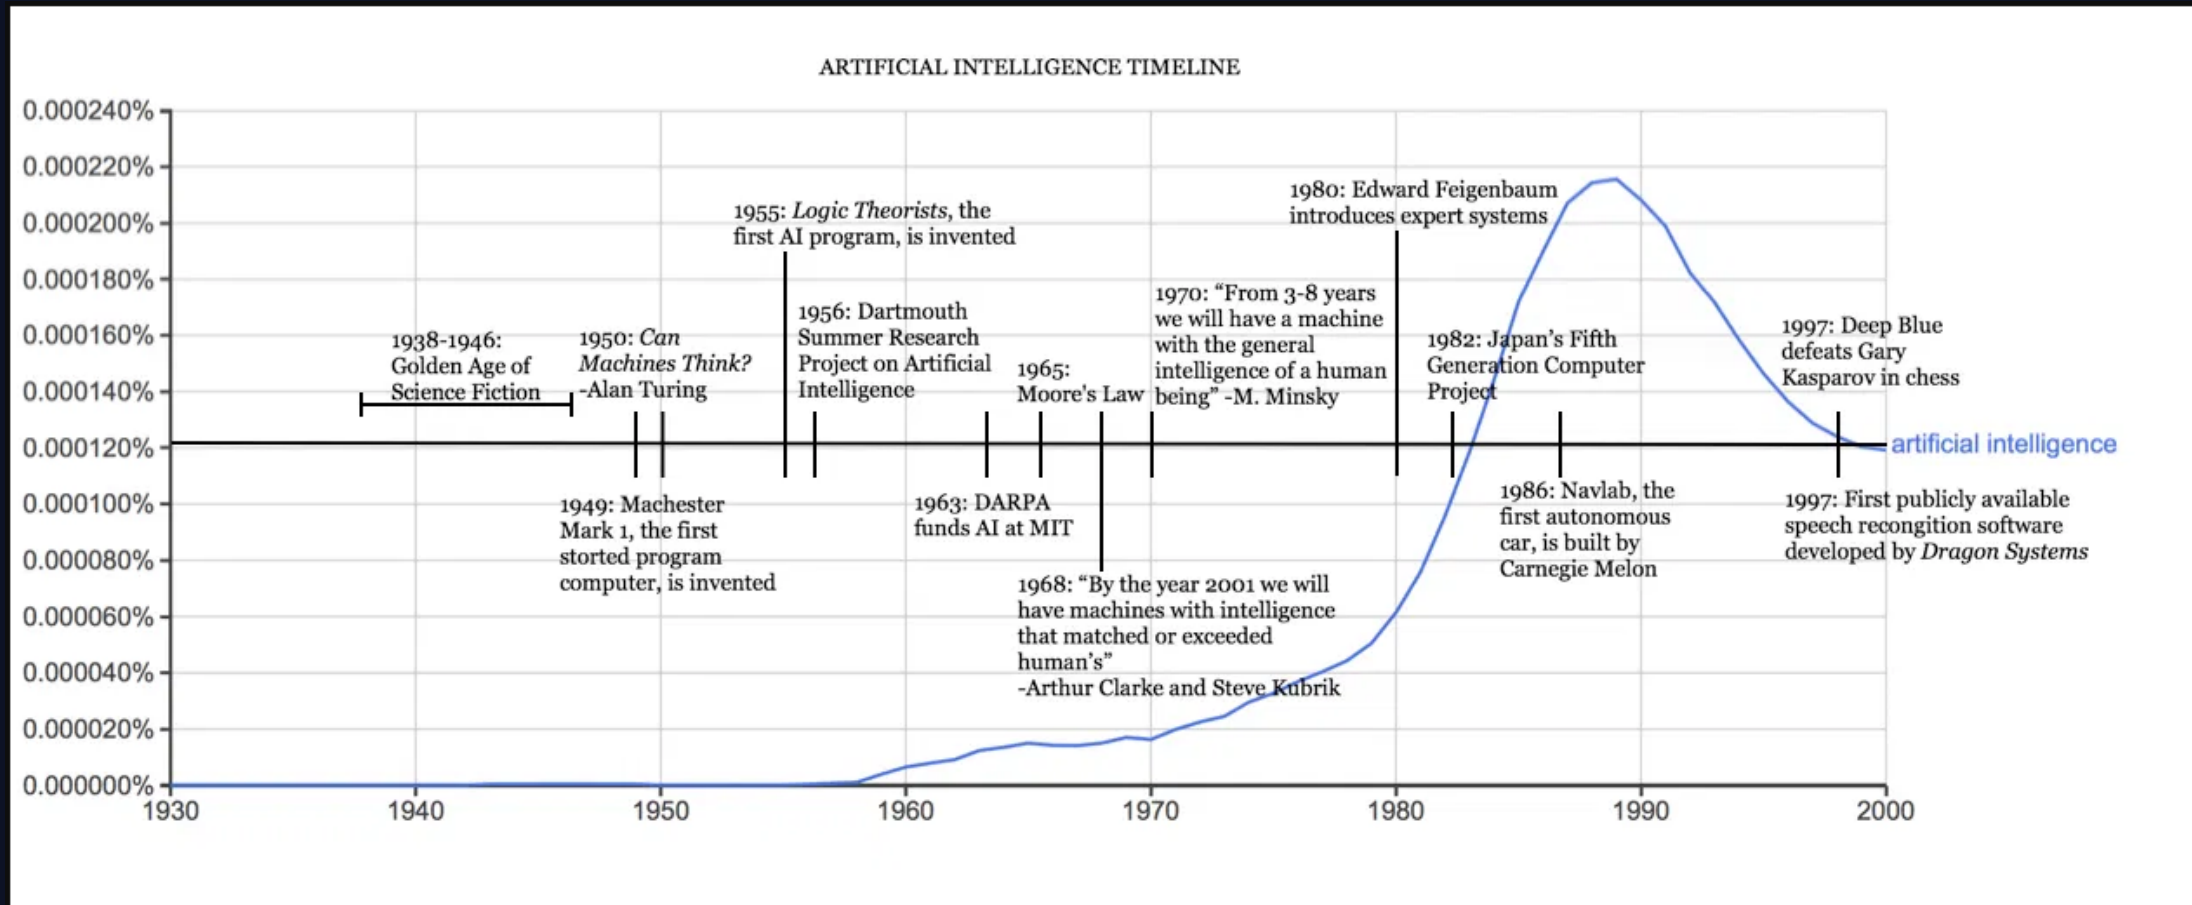 ARTIFICIAL INTELLIGENCE TIMELINE
0.000240%
0.000220%
0.000200%
0.000180%
0.000160%
0.000140%
0.000120%
0.000100%
0.000080%
0.000060%
0.000040%
0.000020%
0.000000%
1938-1946:
Golden Age of
Science Fiction
1950: Can
Machines Think?
-Alan Turing
1949: Machester
Mark 1, the first
storted program
computer, is invented
1955: Logic Theorists, the
first AI program, is invented
1956: Dartmouth
Summer Research
Project on Artificial
Intelligence
1963: DARPA
funds AI at MIT
1965:
Moore's Law
1968: “By the year 2001 we will
have machines with intelligence
that matched or exceeded
human’s”
-Arthur Clarke and Steve Kubrik
1970: “From 3-8 years
we will have a machine
with the general
intelligence of a human
being” -M. Minsky
1980: Edward Feigenbaum
introduces expert systems
1982: Japan’s Fifth
Generation Computer
Project
1986: Navlab, the
first autonomous
car, is built by
Carnegie Melon
1997: Deep Blue
defeats Gary
Kasparov in chess
artificial intelligence
1997: First publicly available
speech recongition software
developed by Dragon Systems
1930
1940
1950
1960
1970
1980
1990
2000